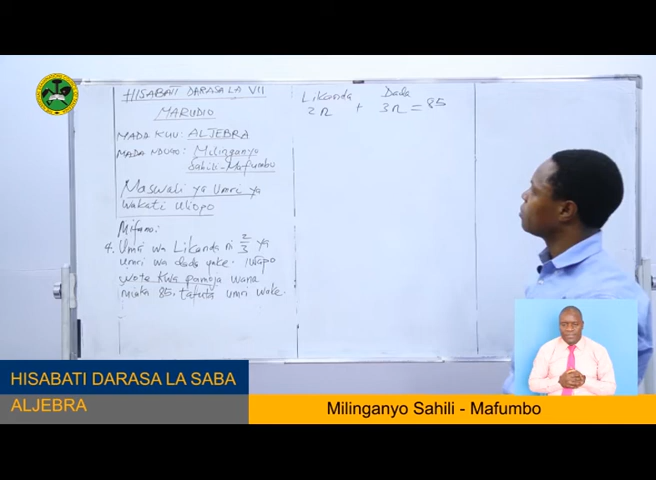 HISABATI DARASA LA VII
MARUDIO
MADA KUU: ALJEBRA
MADA NDOGO: Milinganyo
Sahili - Mafumbo
Maswali ya Umri ya
Wakati Uliopo
Mifano:
4. Umri wa Likanda ni 2/3 ya
umri wa dada yake. Iwapo
wote kwa pamoja wana
miaka 85, tafuta umri wake.
Likanda Dada
2n + 3n = 85
HISABATI DARASA LA SABA
ALJEBRA
Milinganyo Sahili - Mafumbo